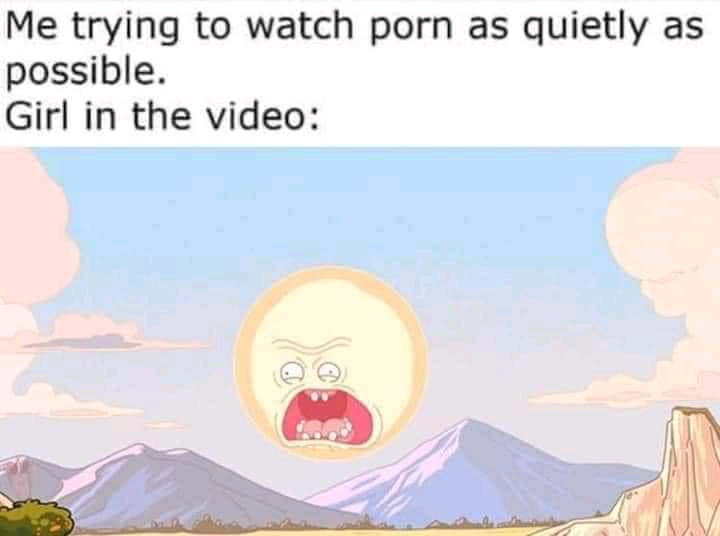 Me trying to watch porn as quietly as
possible.
Girl in the video: